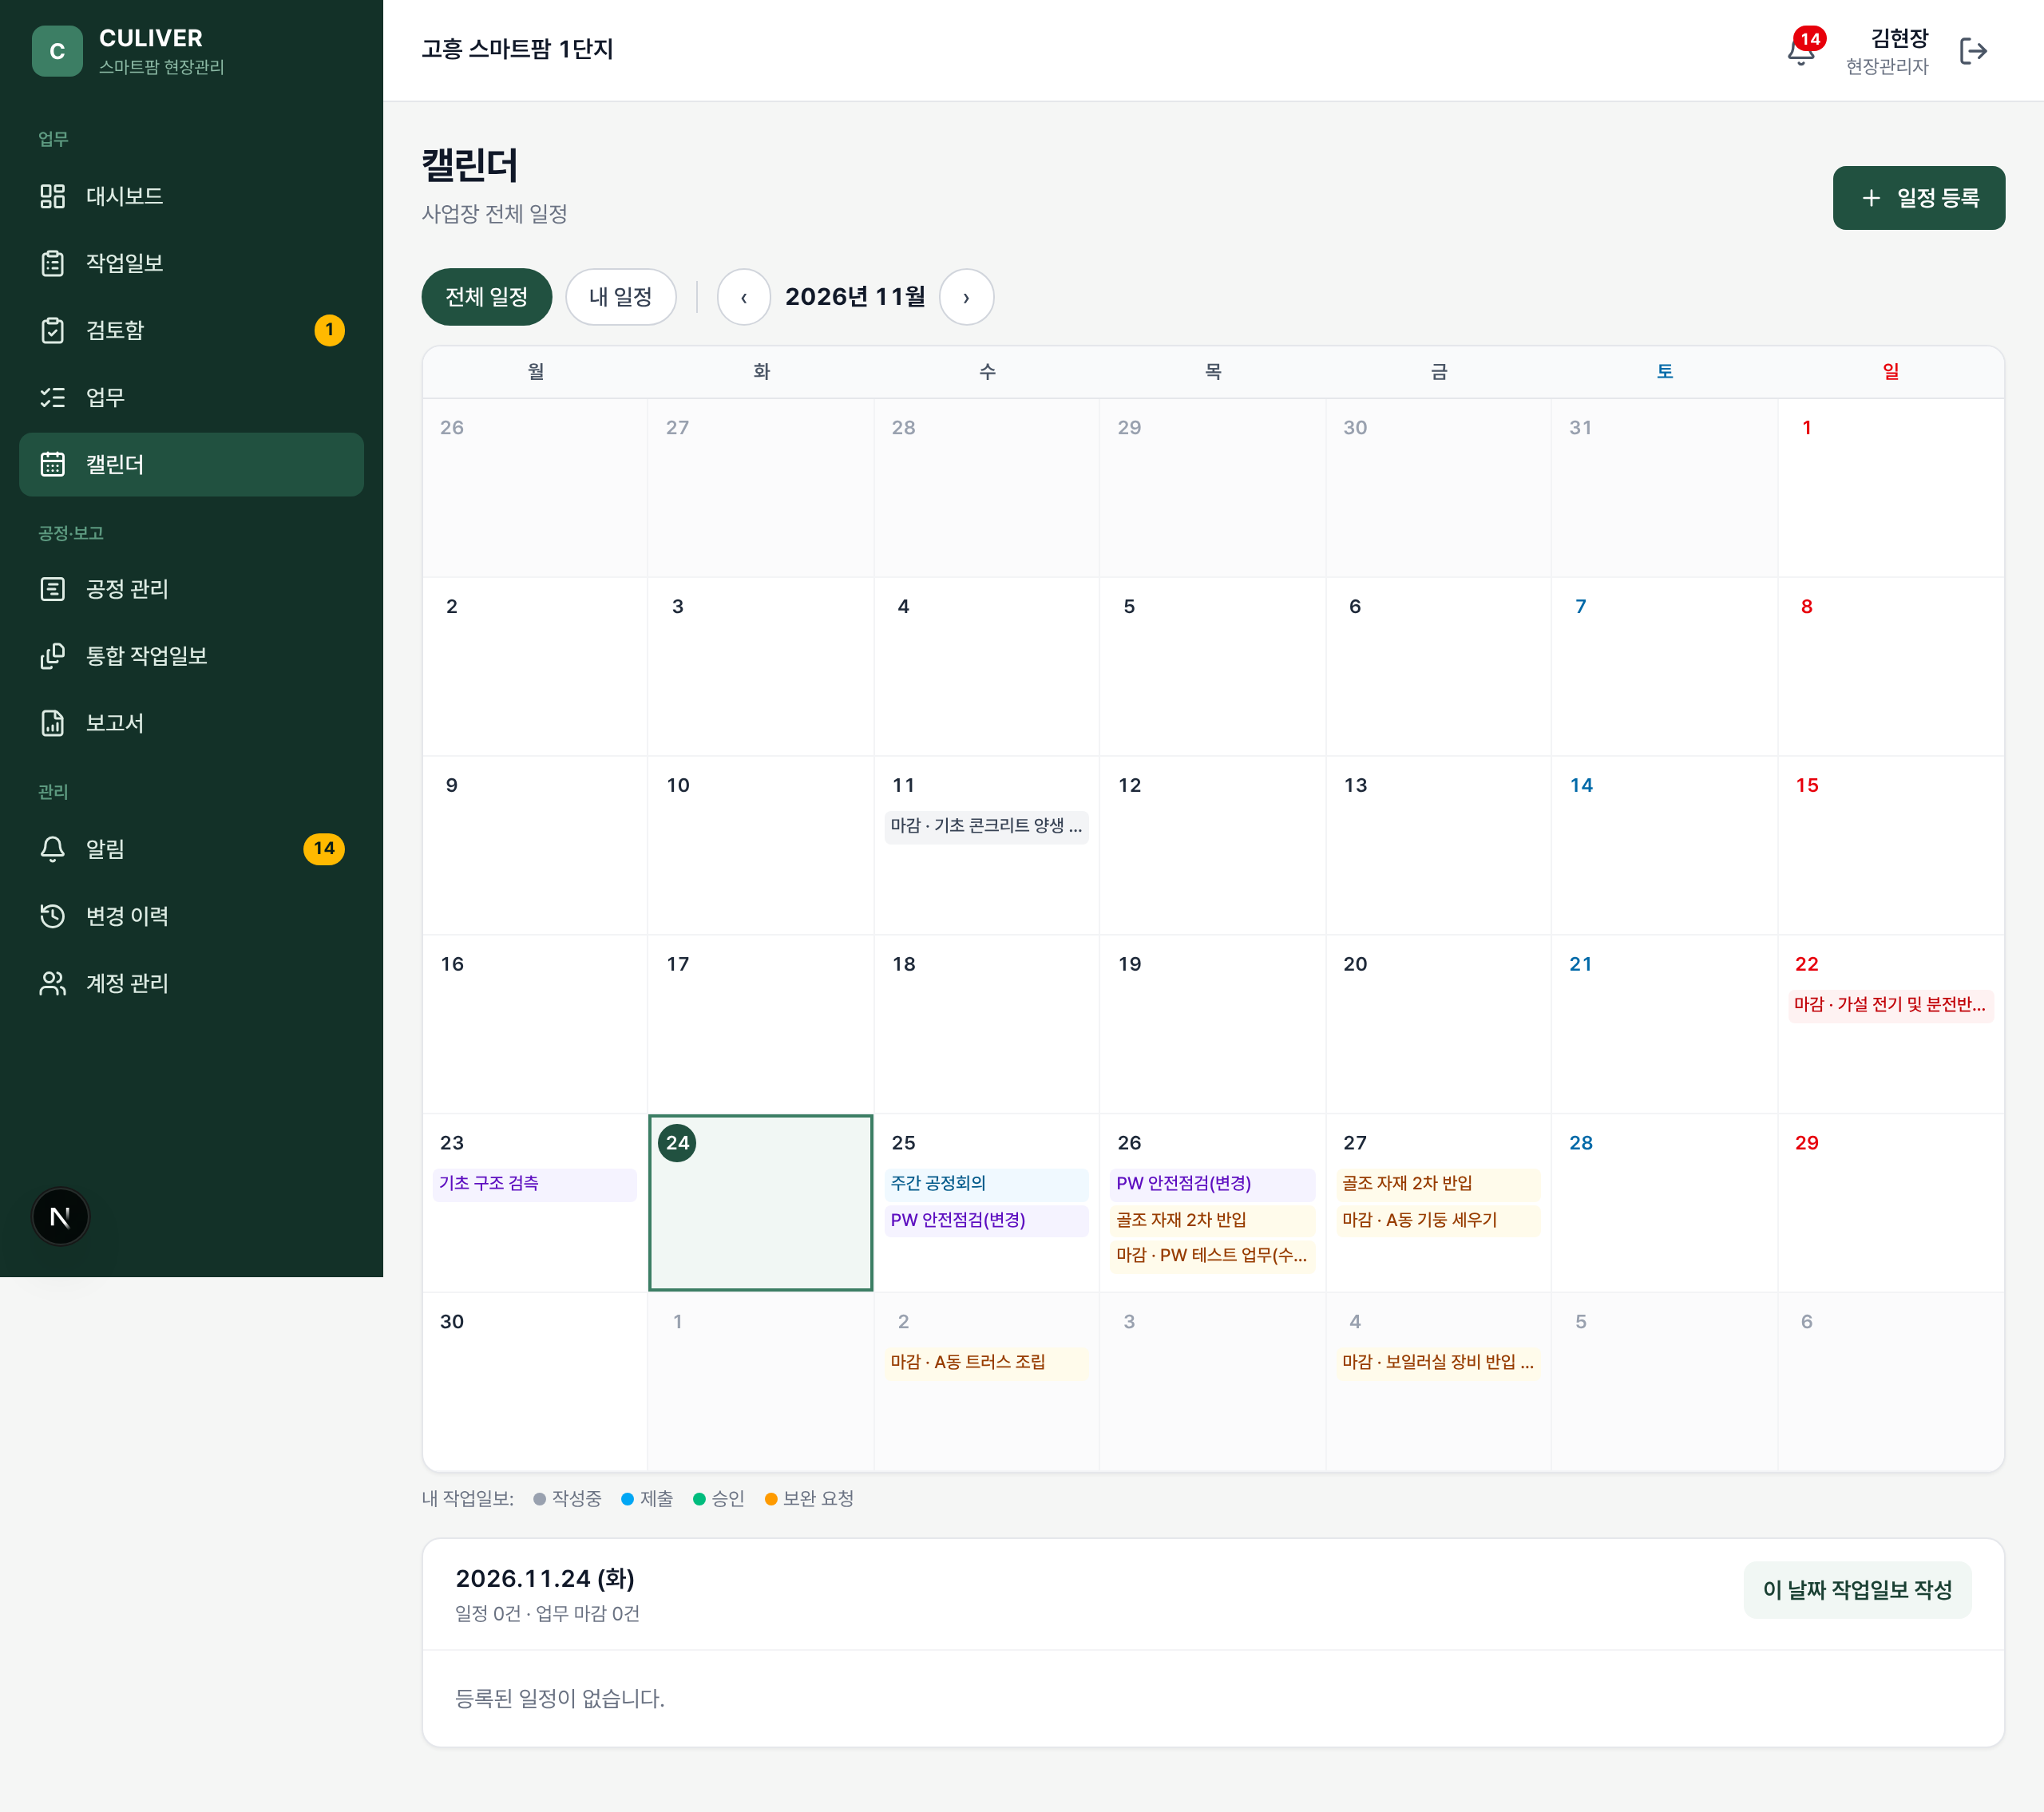 C
CULIVER
스마트팜 현장관리
업무
대시보드
작업일보
검토함 1
업무
캘린더
공정·보고
공정 관리
통합 작업일보
보고서
관리
알림 14
변경 이력
계정 관리
N
고흥 스마트팜 1단지
14
김현장
현장관리자
캘린더
사업장 전체 일정
+ 일정 등록
전체 일정 내 일정 ‹ 2026년 11월 ›
월 화 수 목 금 토 일
26 27 28 29 30 31 1
2 3 4 5 6 7 8
9 10 11 12 13 14 15
마감 · 기초 콘크리트 양생 ...
16 17 18 19 20 21 22
마감 · 가설 전기 및 분전반...
23 24 25 26 27 28 29
기초 구조 검측 주간 공정회의 PW 안전점검(변경) 골조 자재 2차 반입
PW 안전점검(변경) 골조 자재 2차 반입 마감 · A동 기둥 세우기
마감 · PW 테스트 업무(수...
30 1 2 3 4 5 6
마감 · A동 트러스 조립 마감 · 보일러실 장비 반입 ...
내 작업일보: 작성중 제출 승인 보완 요청
2026.11.24 (화)
일정 0건 · 업무 마감 0건
이 날짜 작업일보 작성
등록된 일정이 없습니다.